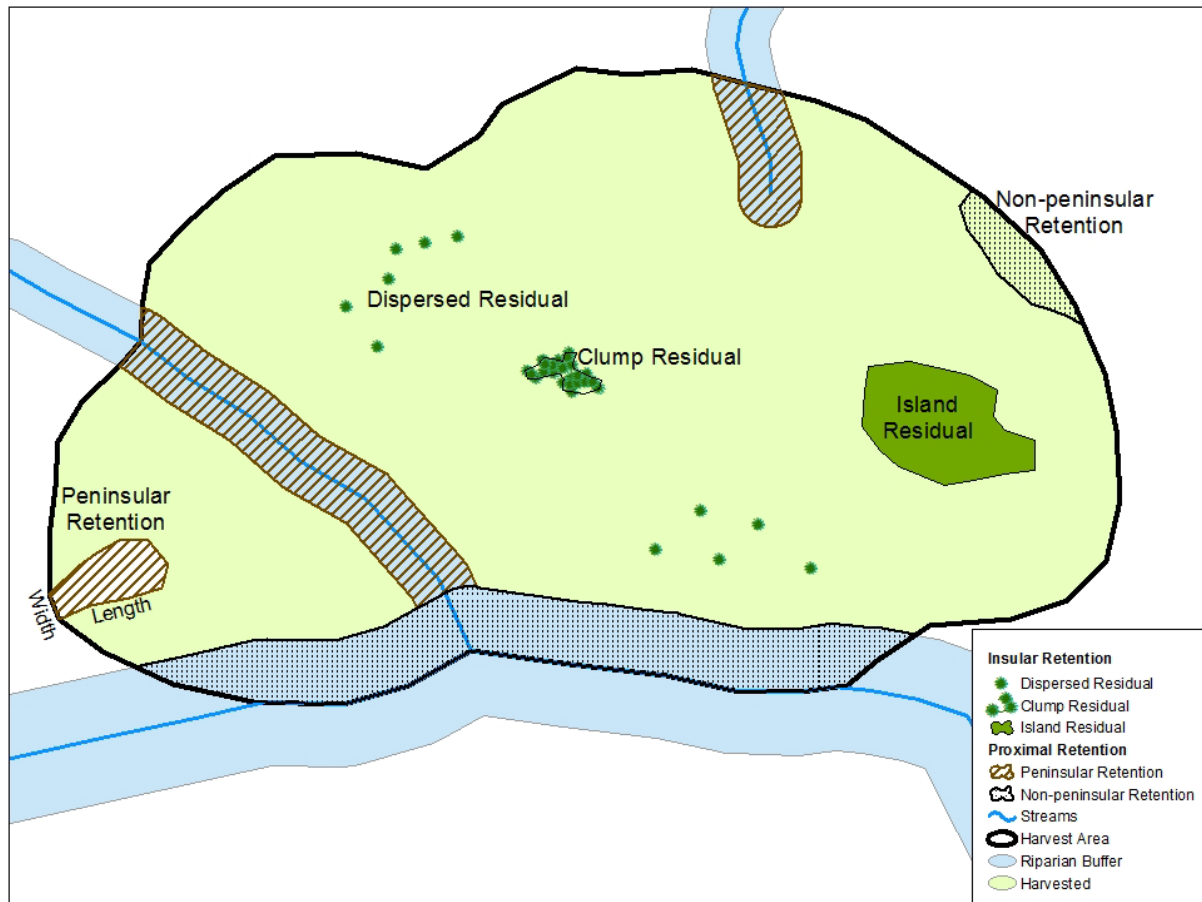 Non-peninsular
Retention
Dispersed Residual
Clump Residual
Island
Residual
Peninsular
Retention
Width
Length
Insular Retention
Dispersed Residual
Clump Residual
Island Residual
Proximal Retention
Peninsular Retention
Non-peninsular Retention
Streams
Harvest Area
Riparian Buffer
Harvested